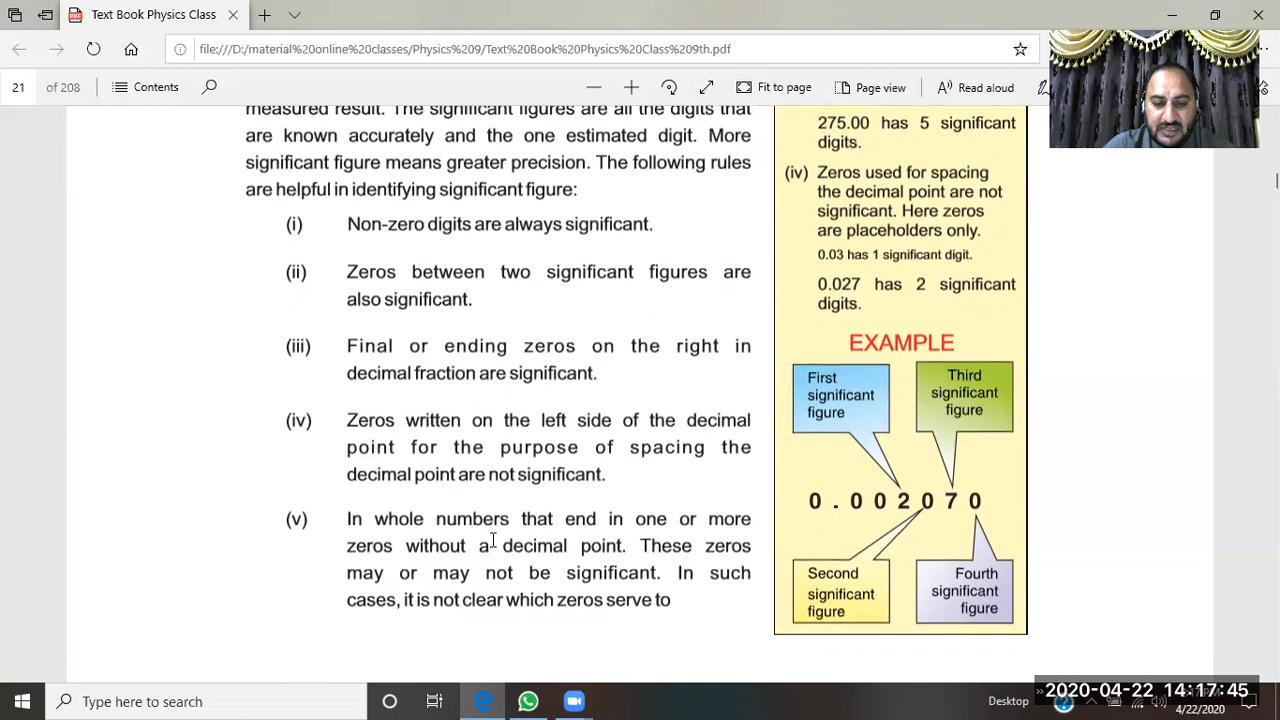 Text Book Physics Class
file:///D:/material%20online%20classes/Physics%209/Text%20Book%20Physics%20Class%209th.pdf
21 of 208 Contents Fit to page Page view Read aloud
measured result. The significant figures are all the digits that
are known accurately and the one estimated digit. More
significant figure means greater precision. The following rules
are helpful in identifying significant figure:
(i) Non-zero digits are always significant.
(ii) Zeros between two significant figures are
also significant.
(iii) Final or ending zeros on the right in
decimal fraction are significant.
(iv) Zeros written on the left side of the decimal
point for the purpose of spacing the
decimal point are not significant.
(v) In whole numbers that end in one or more
zeros without a decimal point. These zeros
may or may not be significant. In such
cases, it is not clear which zeros serve to
275.00 has 5 significant
digits.
(iv) Zeros used for spacing
the decimal point are not
significant. Here zeros
are placeholders only.
0.03 has 1 significant digit.
0.027 has 2 significant
digits.
EXAMPLE
First
significant
figure
Third
significant
figure
0.002070
Second
significant
figure
Fourth
significant
figure
Type here to search
Desktop
2020-04-22 14:17:45
4/22/2020